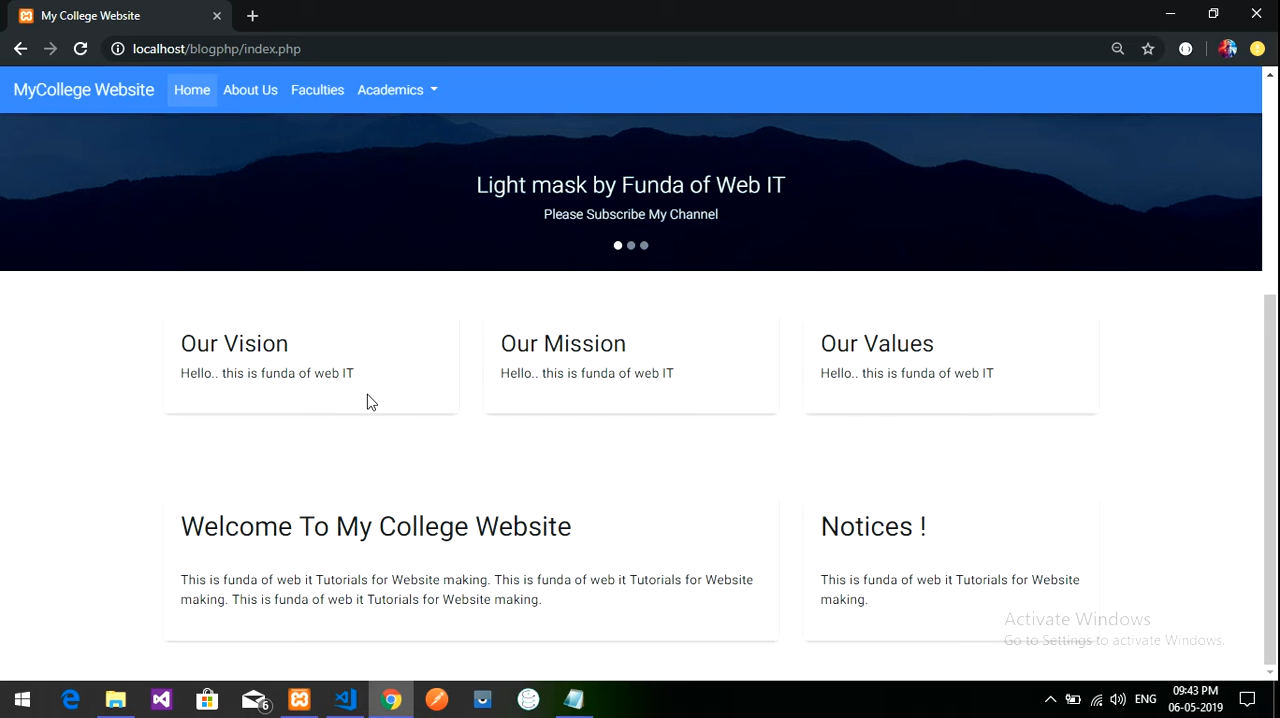 My College Website
localhost/blogphp/index.php
MyCollege Website Home About Us Faculties Academics
Light mask by Funda of Web IT
Please Subscribe My Channel
Our Vision
Hello.. this is funda of web IT
Our Mission
Hello.. this is funda of web IT
Our Values
Hello.. this is funda of web IT
Welcome To My College Website
This is funda of web it Tutorials for Website making. This is funda of web it Tutorials for Website
making. This is funda of web it Tutorials for Website making.
Notices !
This is funda of web it Tutorials for Website
making.
Activate Windows
Go to Settings to activate Windows.
6
ENG
09:43 PM
06-05-2019